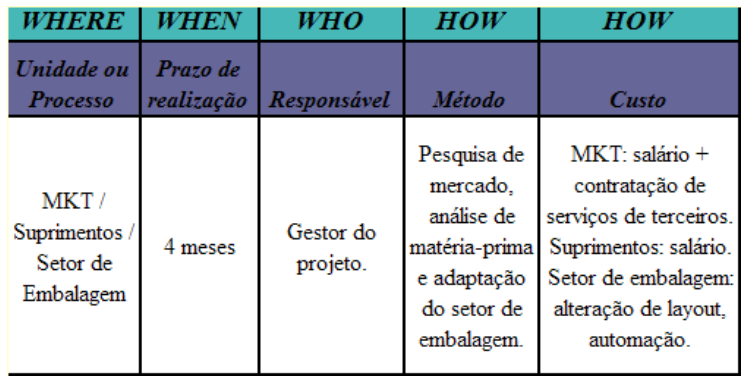 WHERE WHEN WHO HOW HOW
Unidade ou Processo
Prazo de realização
Responsável
Método
Custo
MKT /
Suprimentos /
Setor de
Embalagem
4 meses
Gestor do
projeto.
Pesquisa de
mercado,
análise de
matéria-prima
e adaptação
do setor de
embalagem.
MKT: salário +
contratação de
serviços de terceiros.
Suprimentos: salário.
Setor de embalagem:
alteração de layout,
automação.